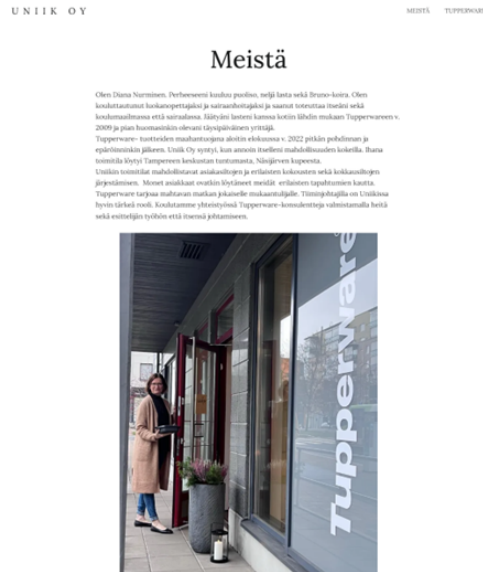 UNIIK OY
MEISTÄ TUPPERWARE
Meistä
Olen Diana Nurminen. Perheeseeni kuuluu puoliso, neljä lasta sekä Bruno-koira. Olen
kouluttautunut luokanopettajaksi ja sairaanhoitajaksi ja saanut toteuttaa itseäni sekä
koulumaailmassa että sairaalassa. Jäätyäni lasteni kanssa kotiin lähdin mukaan Tupperwareen v.
2009 ja pian huomasinkin olevani täysipäiväinen yrittäjä.
Tupperware- tuotteiden maahantuojana aloitin elokuussa v. 2022 pitkän pohdinnan ja
epäröinninkin jälkeen. Uniik Oy syntyi, kun annoin itselleni mahdollisuuden kokeilla. Ihana
toimitila löytyi Tampereen keskustan tuntumasta, Näsijärven kupeesta.
Uniikin toimitilat mahdollistavat asiakasiltojen ja erilaisten kokousten sekä kokkausiltojen
järjestämisen. Monet asiakkaat ovatkin löytäneet meidät erilaisten tapahtumien kautta.
Tupperware tarjoaa mahtavan matkan jokaiselle mukaantulijalle. Tiiminjohtajilla on Uniikissa
hyvin tärkeä rooli. Koulutamme yhteistyössä Tupperware-konsulentteja valmistamalla heitä
sekä esittelijän työhön että itsensä johtamiseen.
Tupperware